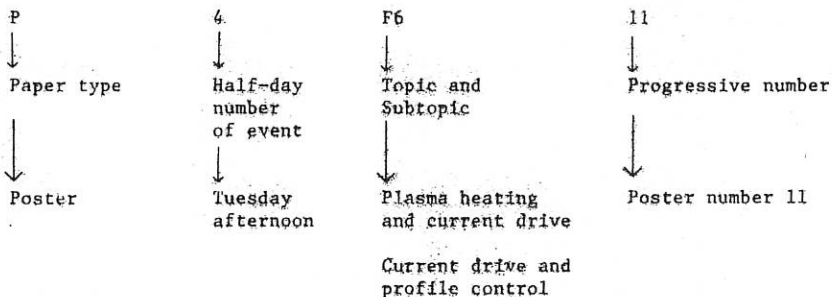 P 4 F6 11
Paper type Half-day Topic and Progressive number
number Subtopic
of event
Poster Tuesday Plasma heating Poster number 11
afternoon and current drive
Current drive and
profile control